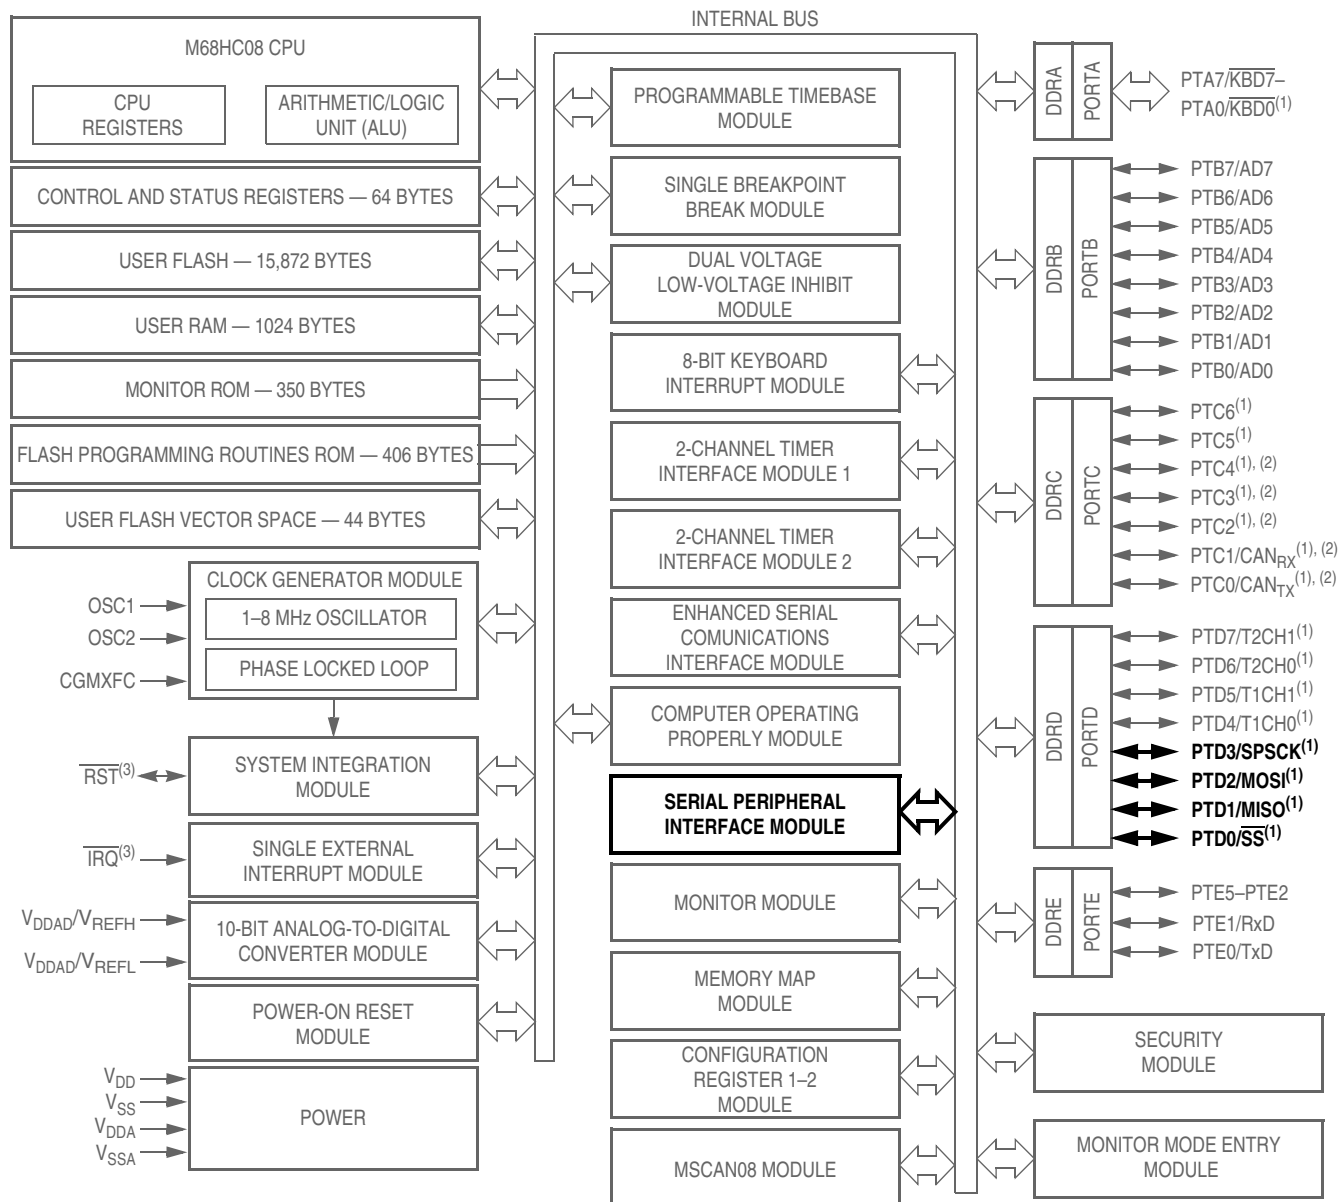 INTERNAL BUS
M68HC08 CPU
CPU
REGISTERS
ARITHMETIC/LOGIC
UNIT (ALU)
CONTROL AND STATUS REGISTERS — 64 BYTES
USER FLASH — 15,872 BYTES
USER RAM — 1024 BYTES
MONITOR ROM — 350 BYTES
FLASH PROGRAMMING ROUTINES ROM — 406 BYTES
USER FLASH VECTOR SPACE — 44 BYTES
CLOCK GENERATOR MODULE
1–8 MHz OSCILLATOR
PHASE LOCKED LOOP
OSC1
OSC2
CGMXFC
SYSTEM INTEGRATION
MODULE
RST(3)
SINGLE EXTERNAL
INTERRUPT MODULE
IRQ(3)
10-BIT ANALOG-TO-DIGITAL
CONVERTER MODULE
VDDAD/VREFH
VDDAD/VREFL
POWER-ON RESET
MODULE
POWER
VDD
VSS
VDDA
VSSA
PROGRAMMABLE TIMEBASE
MODULE
SINGLE BREAKPOINT
BREAK MODULE
DUAL VOLTAGE
LOW-VOLTAGE INHIBIT
MODULE
8-BIT KEYBOARD
INTERRUPT MODULE
2-CHANNEL TIMER
INTERFACE MODULE 1
2-CHANNEL TIMER
INTERFACE MODULE 2
ENHANCED SERIAL
COMUNICATIONS
INTERFACE MODULE
COMPUTER OPERATING
PROPERLY MODULE
SERIAL PERIPHERAL
INTERFACE MODULE
MONITOR MODULE
MEMORY MAP
MODULE
CONFIGURATION
REGISTER 1–2
MODULE
MSCAN08 MODULE
DDRA
PORTA
PTA7/KBD7–
PTA0/KBD0(1)
DDRB
PORTB
PTB7/AD7
PTB6/AD6
PTB5/AD5
PTB4/AD4
PTB3/AD3
PTB2/AD2
PTB1/AD1
PTB0/AD0
DDRC
PORTC
PTC6(1)
PTC5(1)
PTC4(1), (2)
PTC3(1), (2)
PTC2(1), (2)
PTC1/CANRX(1), (2)
PTC0/CANTX(1), (2)
DDRD
PORTD
PTD7/T2CH1(1)
PTD6/T2CH0(1)
PTD5/T1CH1(1)
PTD4/T1CH0(1)
PTD3/SPSCK(1)
PTD2/MOSI(1)
PTD1/MISO(1)
PTD0/SS(1)
DDRE
PORTE
PTE5–PTE2
PTE1/RxD
PTE0/TxD
SECURITY
MODULE
MONITOR MODE ENTRY
MODULE